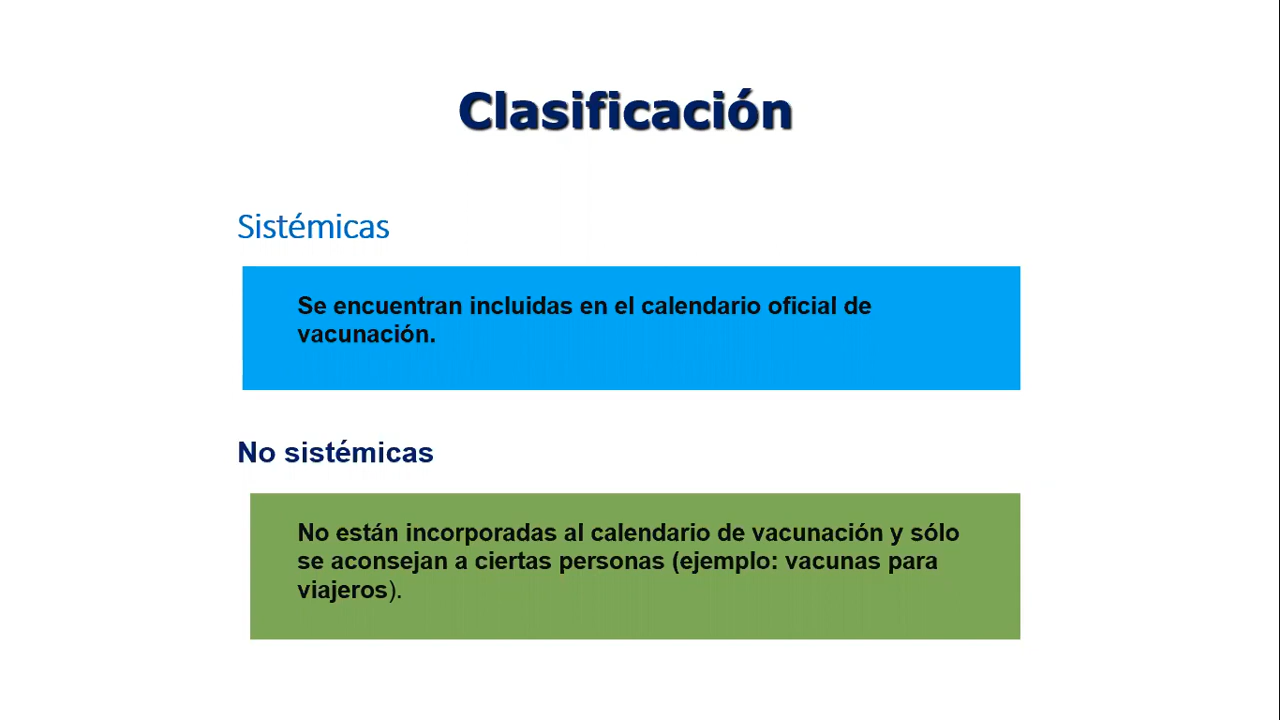 Clasificación
Sistémicas
Se encuentran incluidas en el calendario oficial de
vacunación.
No sistémicas
No están incorporadas al calendario de vacunación y sólo
se aconsejan a ciertas personas (ejemplo: vacunas para
viajeros).